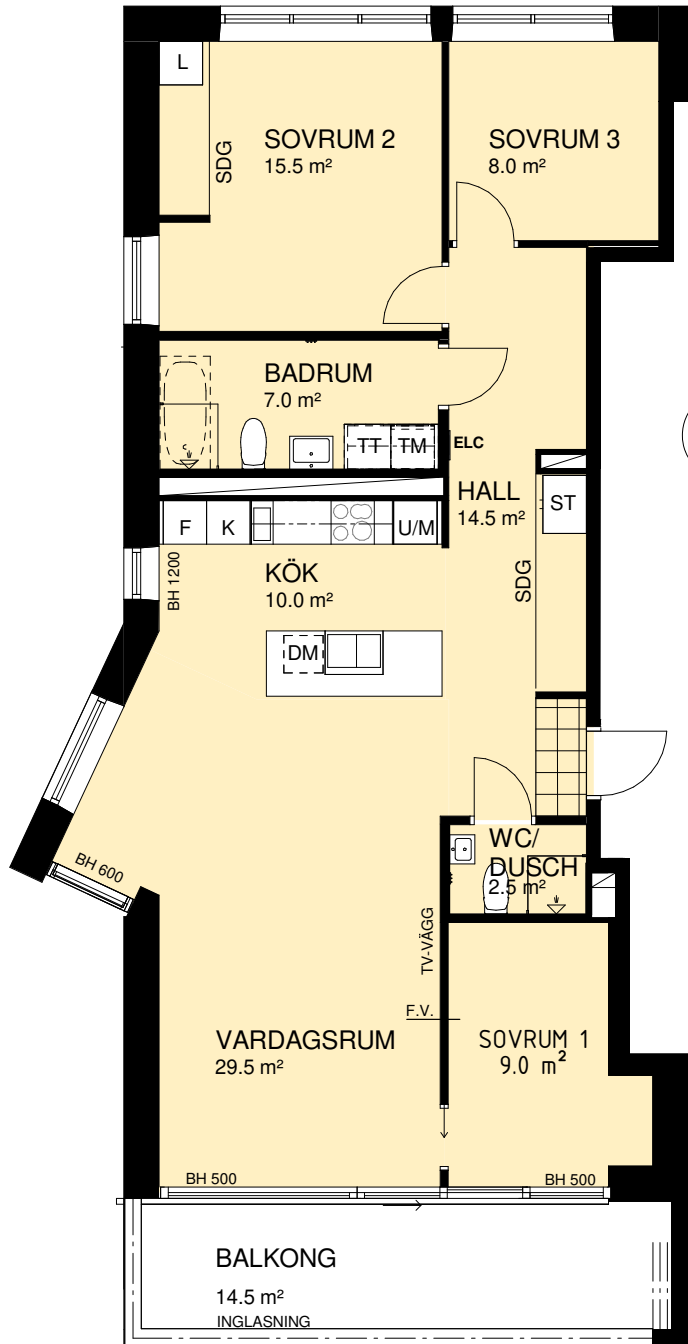 L
SOVRUM 2
15.5 m²
SDG
SOVRUM 3
8.0 m²
BADRUM
7.0 m²
TT
TM
ELC
HALL
14.5 m²
ST
F
K
U/M
BH 1200
KÖK
10.0 m²
SDG
DM
BH 600
WC/
DUSCH
2.5 m²
TV-VÄGG
F.V.
VARDAGSRUM
29.5 m²
SOVRUM 1
9.0 m²
BH 500
BH 500
BALKONG
14.5 m²
INGLASNING